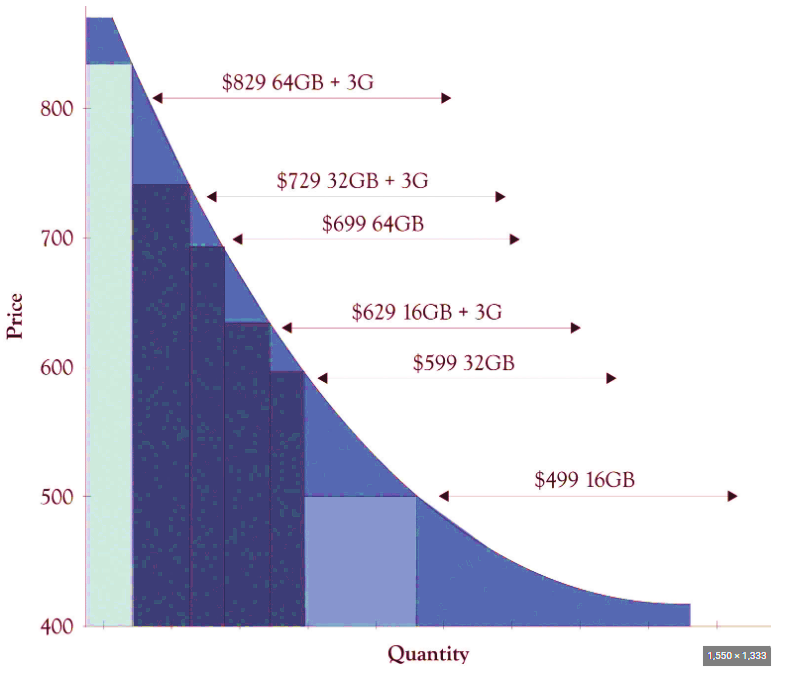 $829 64GB + 3G
800
$729 32GB + 3G
$699 64GB
700
$629 16GB + 3G
Price
600
$599 32GB
$499 16GB
500
400
Quantity
1,550 × 1,333